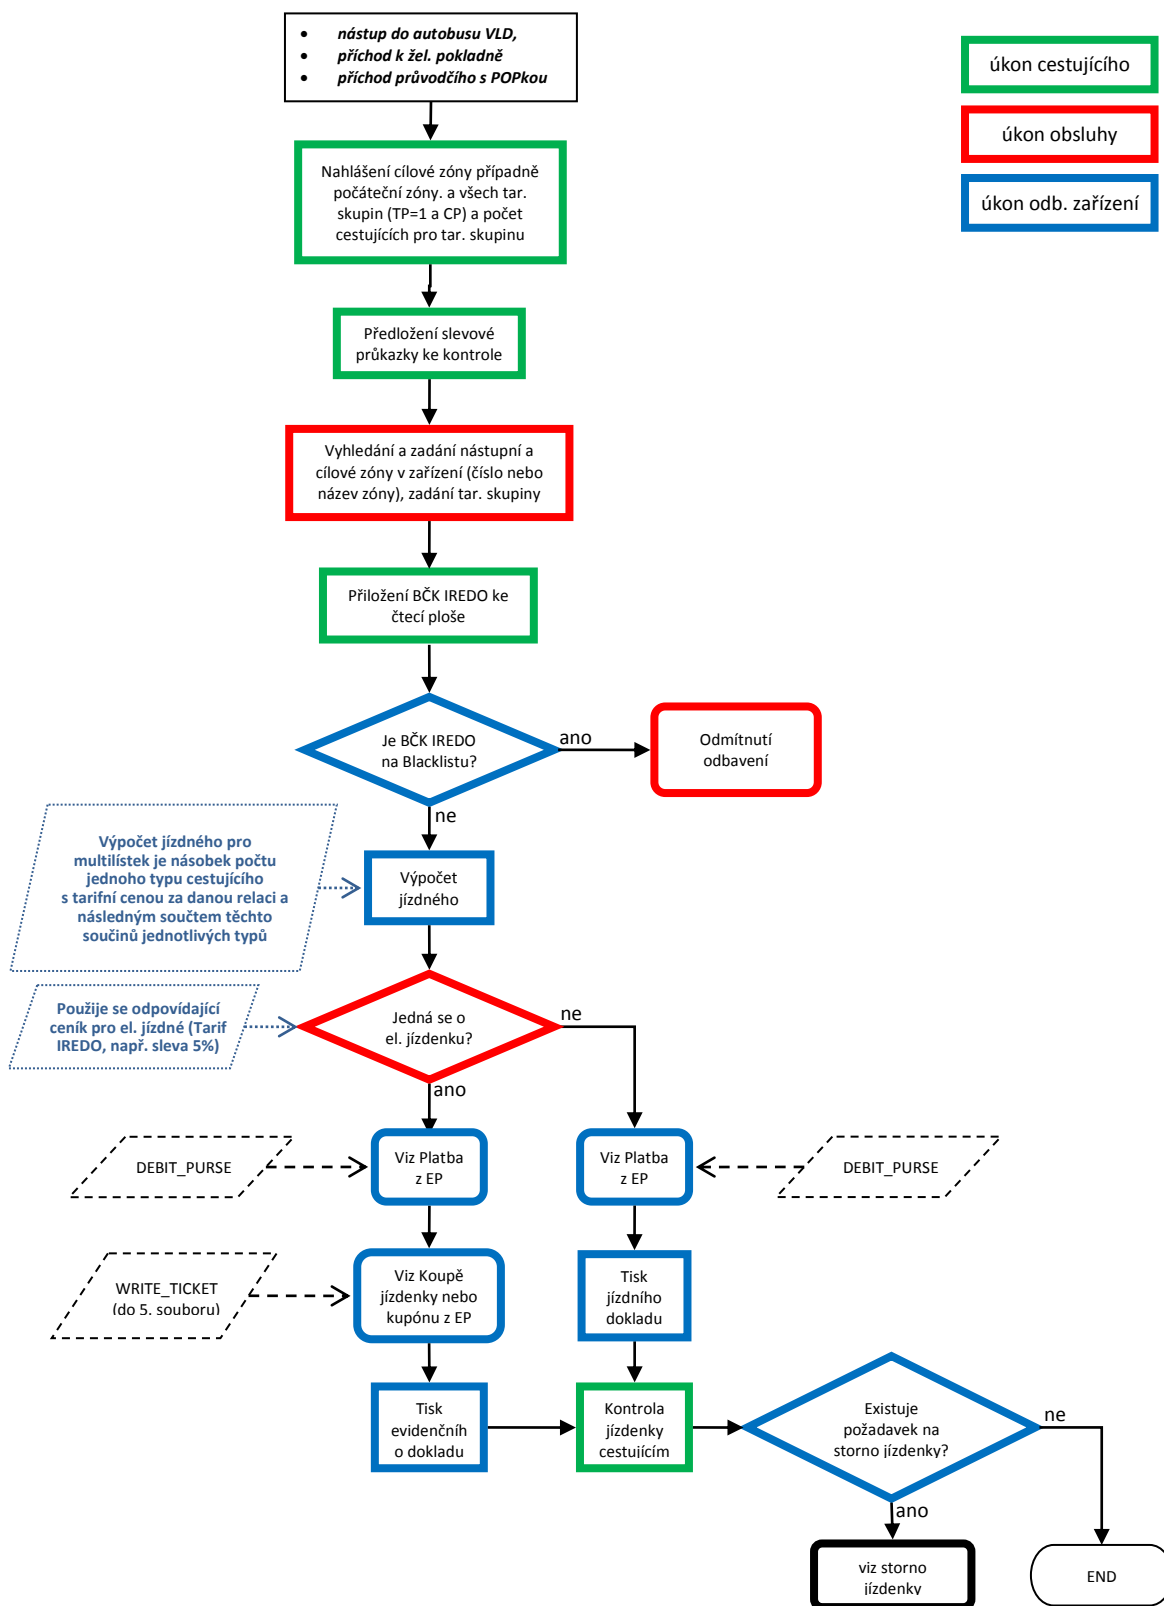 nástup do autobusu VLD,
příchod k žel. pokladně
příchod průvodčího s POPkou
úkon cestujícího
úkon obsluhy
úkon odb. zařízení
Nahlášení cílové zóny případně
počáteční zóny. a všech tar.
skupin (TP=1 a CP) a počet
cestujících pro tar. skupinu
Předložení slevové
průkazky ke kontrole
Vyhledání a zadání nástupní a
cílové zóny v zařízení (číslo nebo
název zóny), zadání tar. skupiny
Přiložení BČK IREDO ke
čtecí ploše
Je BČK IREDO
na Blacklistu?
ano
Odmítnutí
odbavení
ne
Výpočet jízdného pro
multilístek je násobek počtu
jednoho typu cestujícího
s tarifní cenou za danou relaci a
následným součtem těchto
součinů jednotlivých typů
Výpočet
jízdného
Použije se odpovídající
ceník pro el. jízdné (Tarif
IREDO, např. sleva 5%)
Jedná se o
el. jízdenku?
ne
ano
DEBIT_PURSE
Viz Platba
z EP
Viz Platba
z EP
DEBIT_PURSE
WRITE_TICKET
(do 5. souboru)
Viz Koupě
jízdenky nebo
kupónu z EP
Tisk
jízdního
dokladu
Tisk
evidenčníh
o dokladu
Kontrola
jízdenky
cestujícím
Existuje
požadavek na
storno jízdenky?
ne
ano
viz storno
jízdenky
END